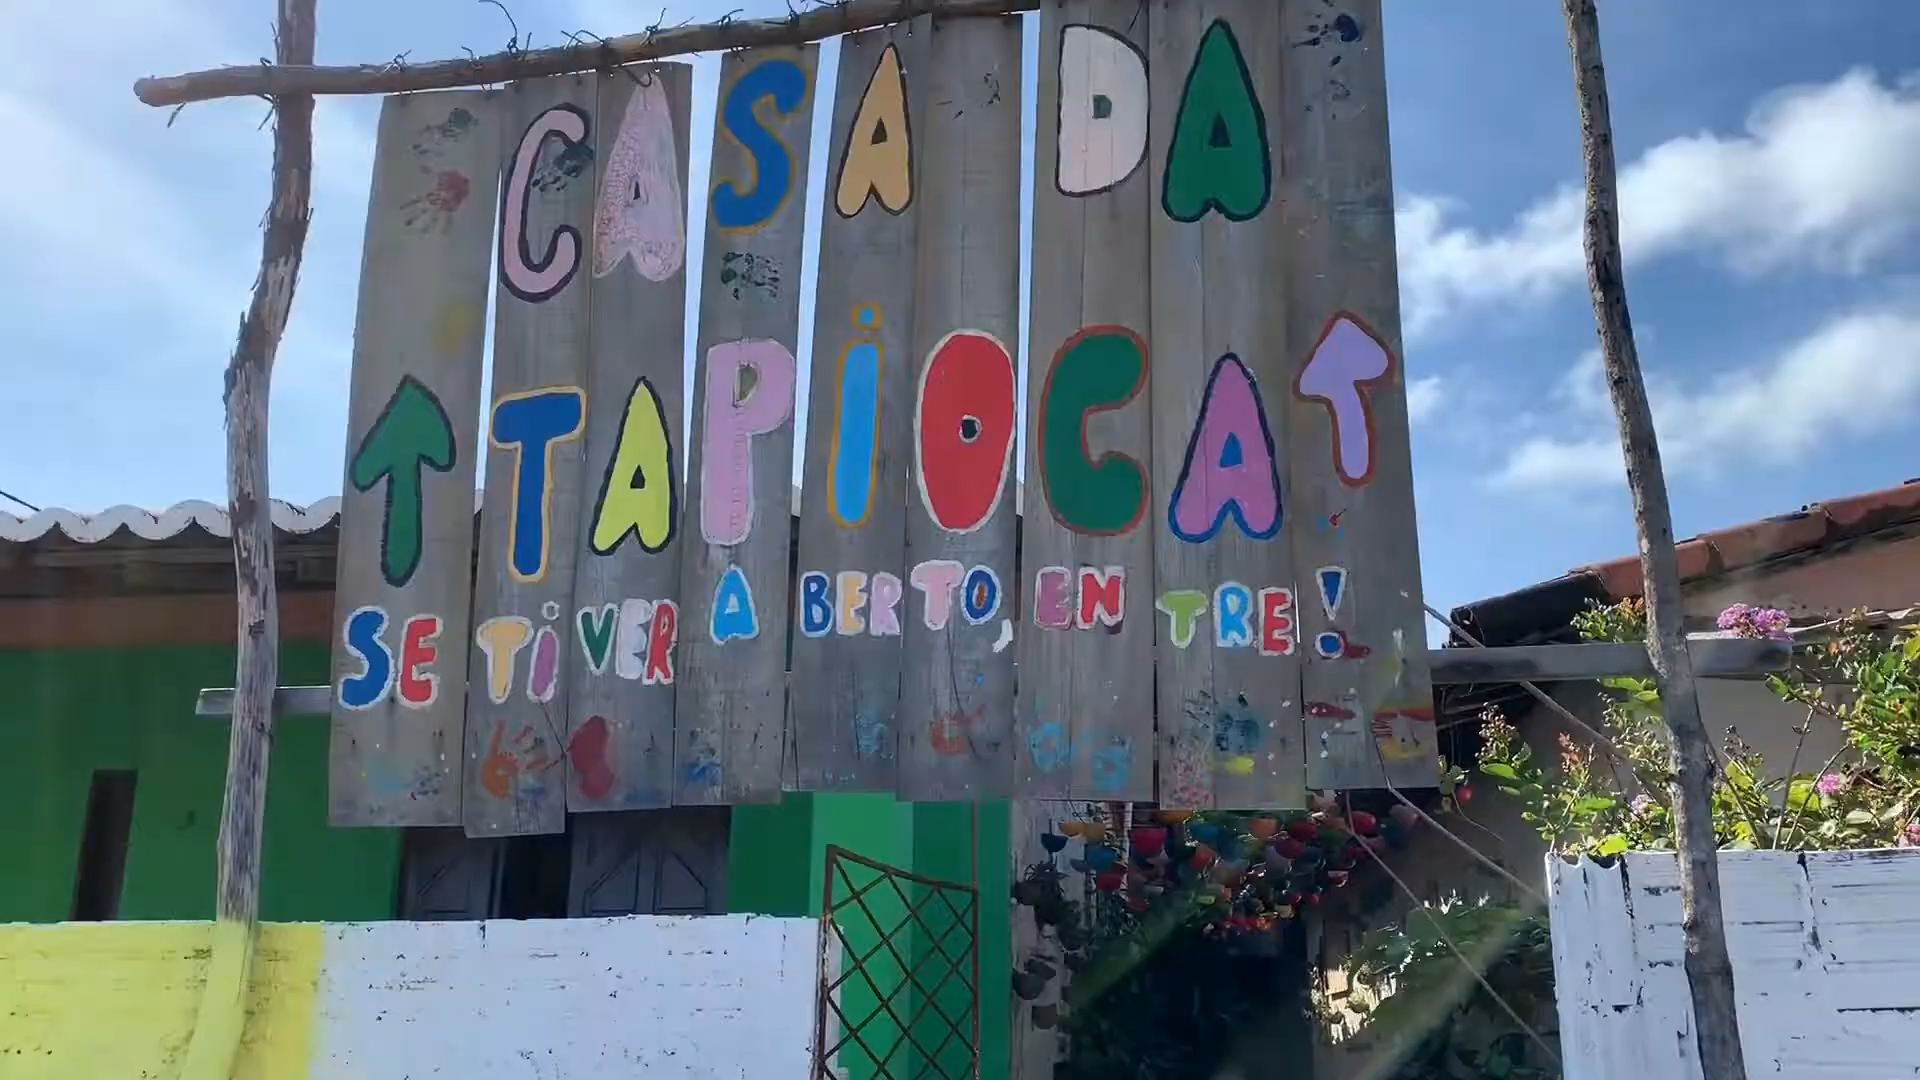 CASA DA
↑ TAPiOCA ↑
SE TiVER ABERTO, ENTRE!